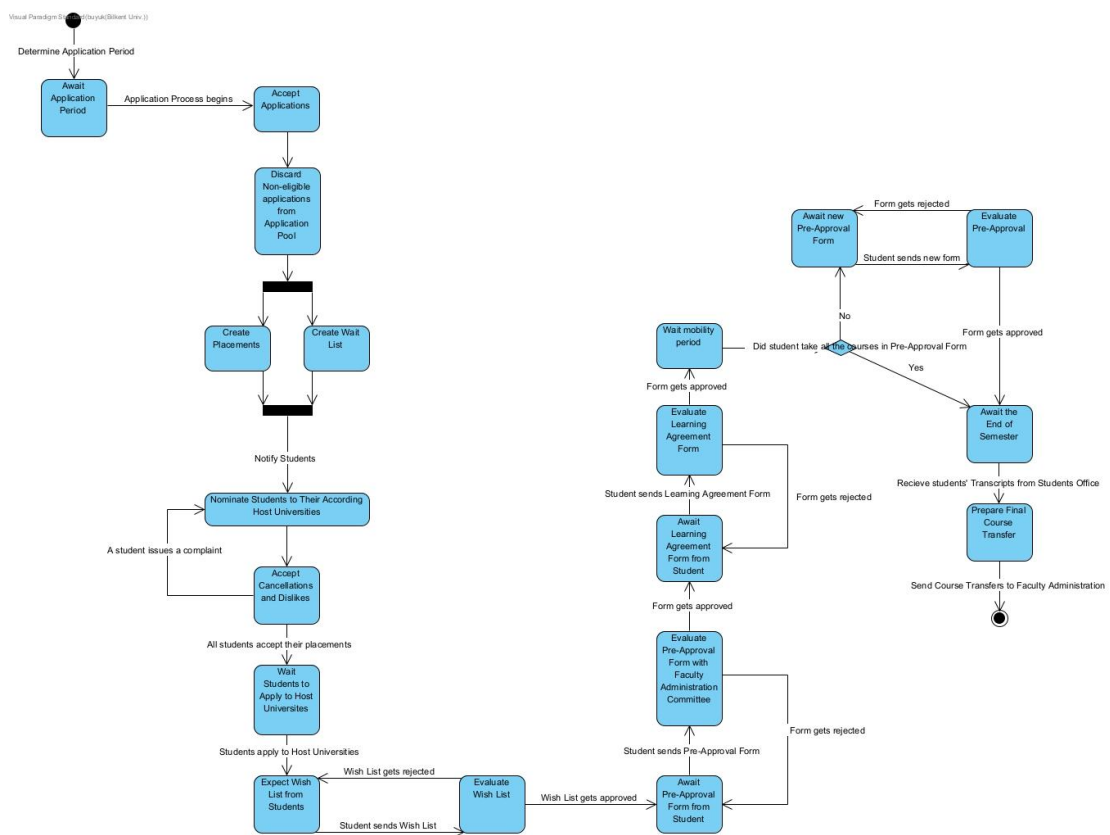 Visual Paradigm Standard(buyuk(Bilkent Univ.))
Determine Application Period
Await
Application
Period
Application Process begins
Accept
Applications
Discard
Non-eligible
applications
from
Application
Pool
Create
Placements
Create Wait
List
Notify Students
Nominate Students to Their According
Host Universities
A student issues a complaint
Accept
Cancellations
and Dislikes
All students accept their placements
Wait
Students to
Apply to Host
Universites
Students apply to Host Universities
Expect Wish
List from
Students
Wish List gets rejected
Student sends Wish List
Evaluate
Wish List
Wish List gets approved
Await
Pre-Approval
Form from
Student
Student sends Pre-Approval Form
Form gets rejected
Evaluate
Pre-Approval
Form with
Faculty
Administration
Committee
Form gets approved
Await
Learning
Agreement
Form from
Student
Student sends Learning Agreement Form
Form gets rejected
Evaluate
Learning
Agreement
Form
Form gets approved
Wait mobility
period
Did student take all the courses in Pre-Approval Form
No
Yes
Await new
Pre-Approval
Form
Form gets rejected
Student sends new form
Evaluate
Pre-Approval
Form gets approved
Await the
End of
Semester
Recieve students' Transcripts from Students Office
Prepare Final
Course
Transfer
Send Course Transfers to Faculty Administration